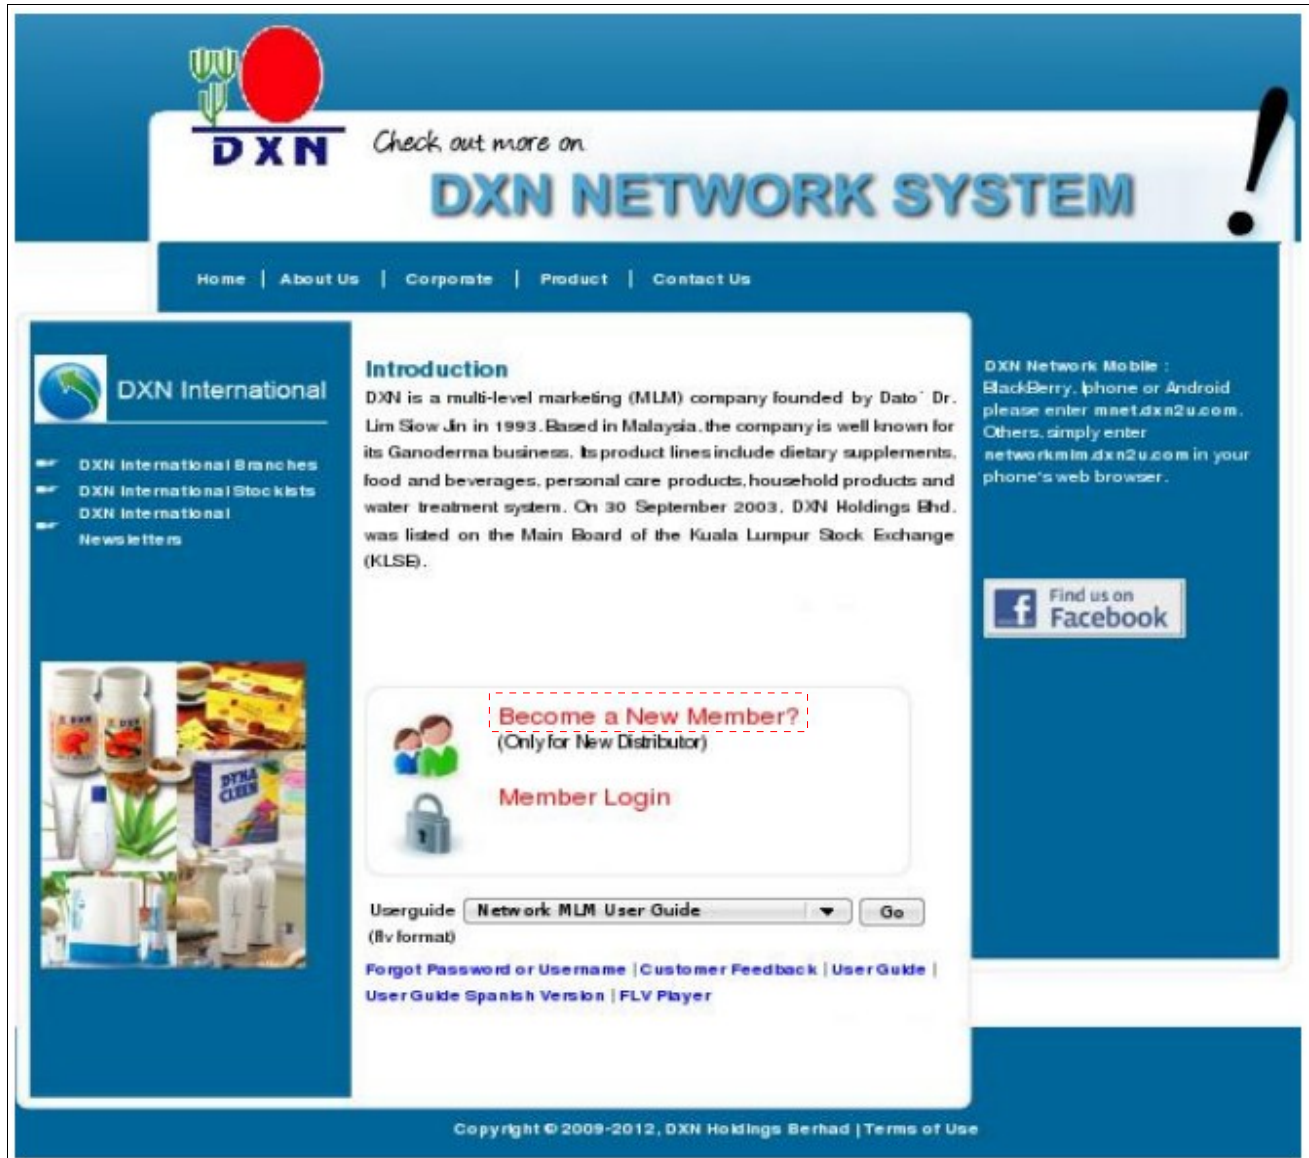 DXN
Check out more on
DXN NETWORK SYSTEM !
Home | About Us | Corporate | Product | Contact Us
DXN International
DXN International Branches
DXN International Stockists
DXN International
Newsletters
Introduction
DXN is a multi-level marketing (MLM) company founded by Dato` Dr.
Lim Siow Jin in 1993. Based in Malaysia, the company is well known for
its Ganoderma business. Its product lines include dietary supplements,
food and beverages, personal care products, household products and
water treatment system. On 30 September 2003, DXN Holdings Bhd.
was listed on the Main Board of the Kuala Lumpur Stock Exchange
(KLSE).
DXN Network Mobile :
BlackBerry, Iphone or Android
please enter mnet.dxn2u.com.
Others, simply enter
networkmlm.dxn2u.com in your
phone's web browser.
Find us on
Facebook
DXN
DXN
DYNA
CLEEN
Become a New Member?
(Only for New Distributor)
Member Login
Userguide Network MLM User Guide Go
(flv format)
Forgot Password or Username | Customer Feedback | User Guide |
User Guide Spanish Version | FLV Player
Copyright © 2009-2012, DXN Holdings Berhad | Terms of Use